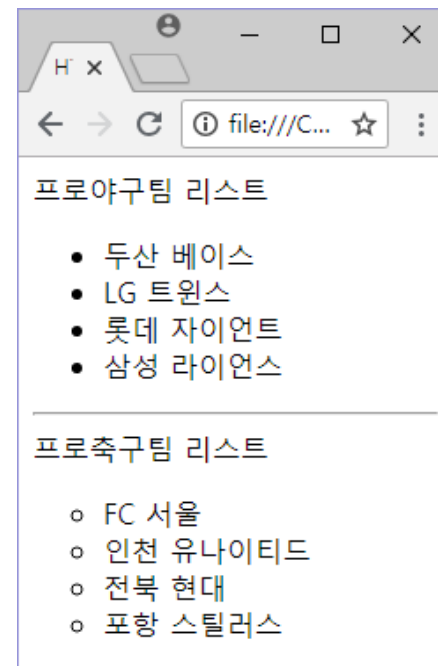 H
file:///C...
프로야구팀 리스트
두산 베이스
LG 트윈스
롯데 자이언트
삼성 라이언스
프로축구팀 리스트
FC 서울
인천 유나이티드
전북 현대
포항 스틸러스